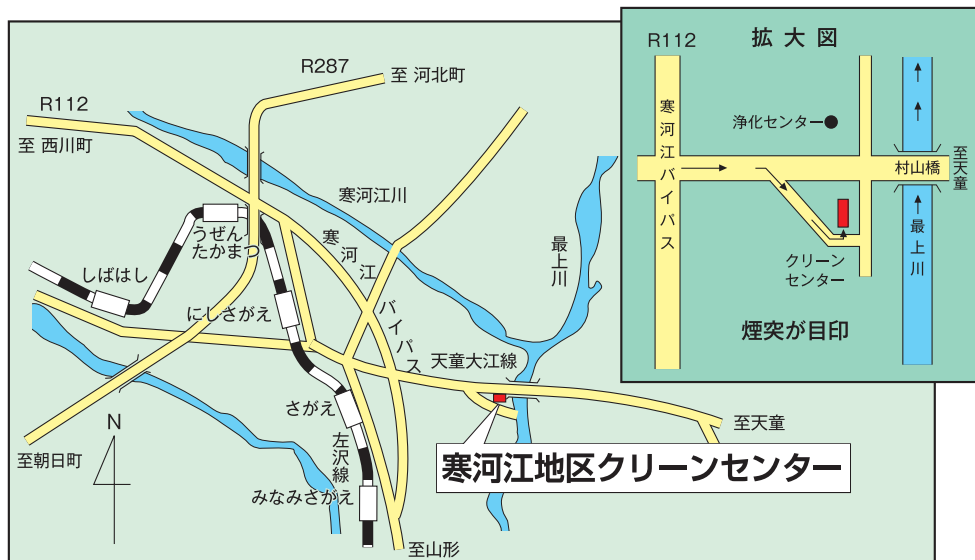 R287
至 河北町
R112
至 西川町
寒河江川
うぜん
たかまつ
寒河江バイパス
最上川
しばはし
にしさがえ
天童大江線
さがえ
左沢線
至天童
N
至朝日町
寒河江地区クリーンセンター
みなみさがえ
至山形
R112
拡大図
寒河江バイパス
浄化センター
至天童
村山橋
最上川
クリーン
センター
煙突が目印